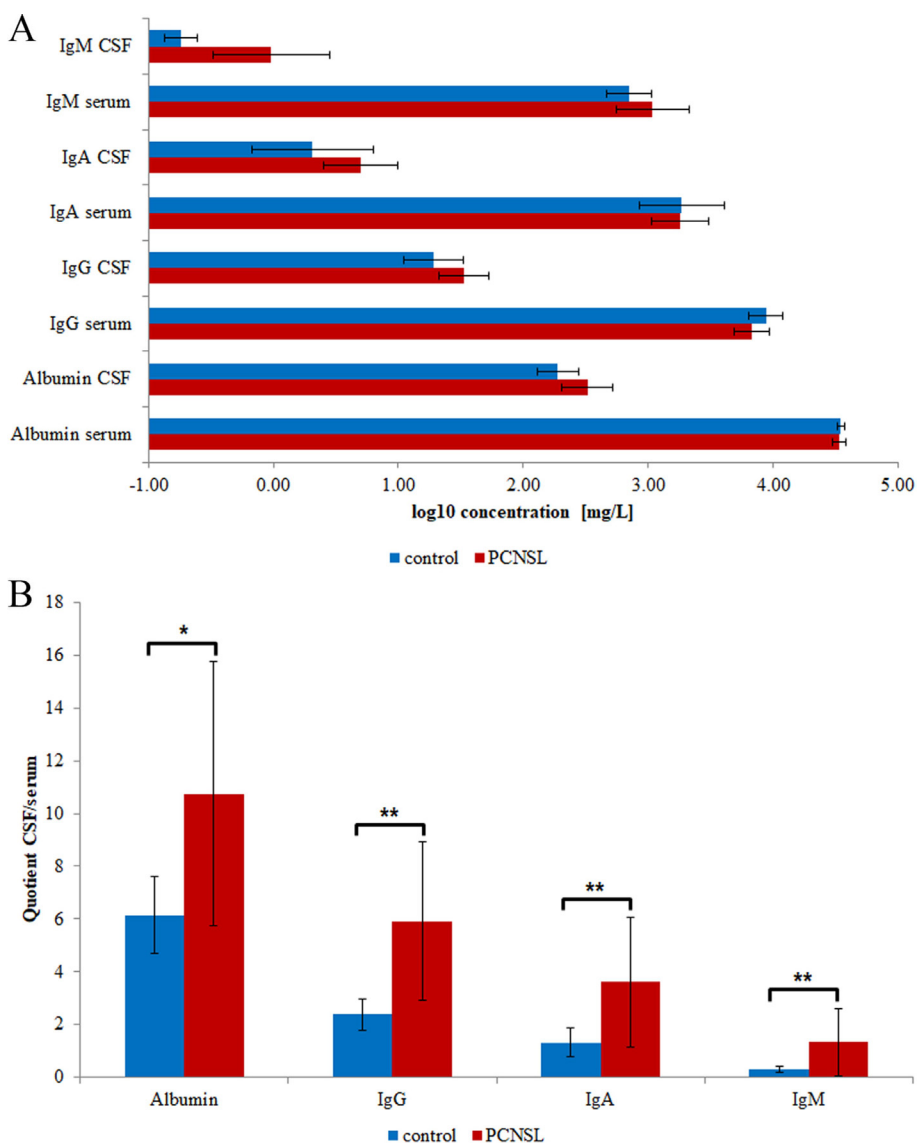 A
IgM CSF
IgM serum
IgA CSF
IgA serum
IgG CSF
IgG serum
Albumin CSF
Albumin serum
-1.00 0.00 1.00 2.00 3.00 4.00 5.00
log10 concentration [mg/L]
control PCNSL
B
18
16
14
12
10
8
6
4
2
0
Quotient CSF/serum
*
**
**
**
Albumin IgG IgA IgM
control PCNSL